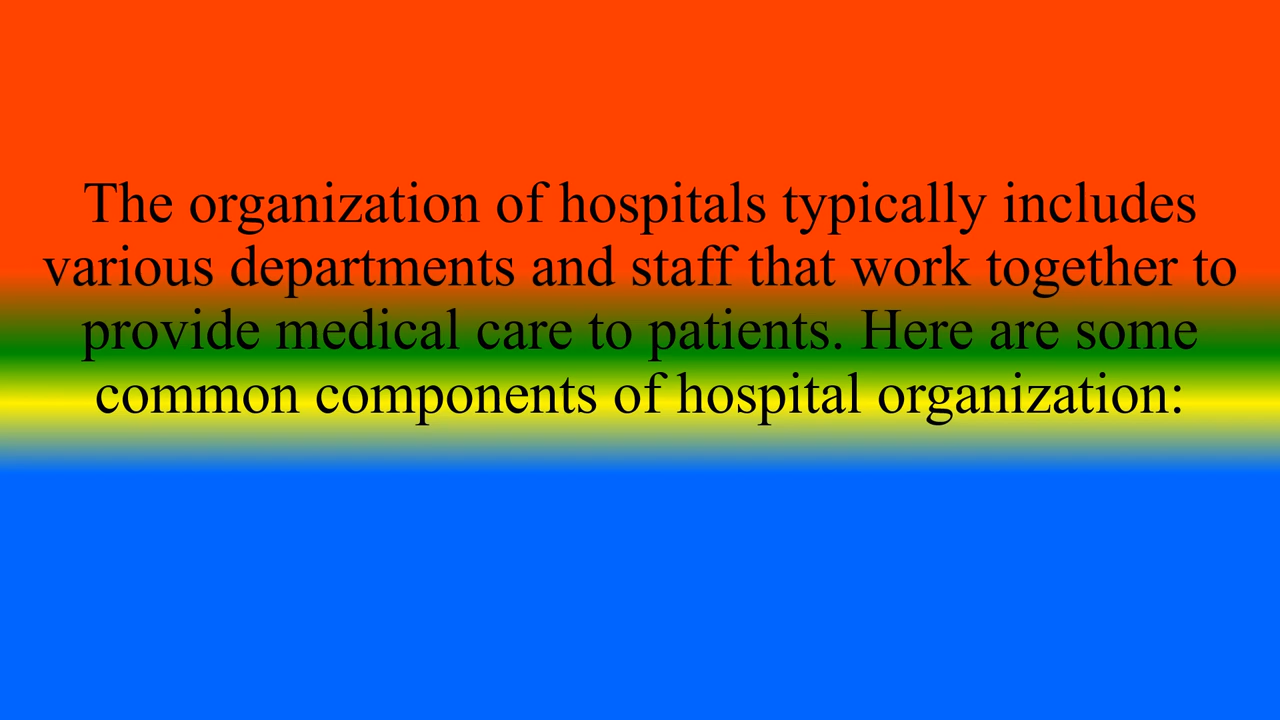 The organization of hospitals typically includes
various departments and staff that work together to
provide medical care to patients. Here are some
common components of hospital organization: